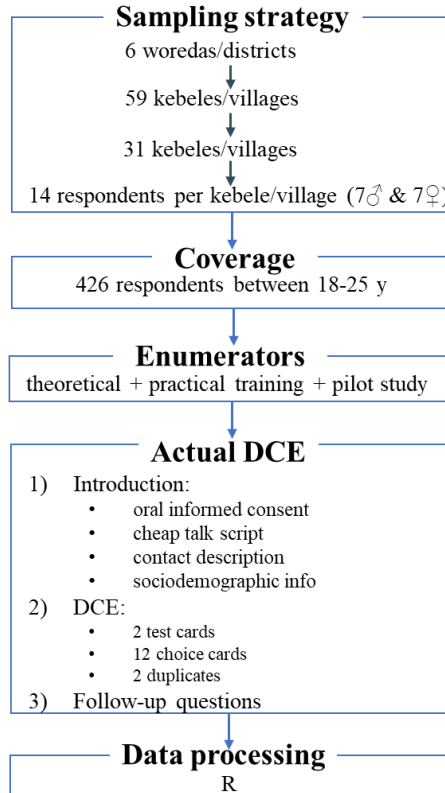 Sampling strategy
6 woredas/districts
59 kebeles/villages
31 kebeles/villages
14 respondents per kebele/village (7♂ & 7♀)
Coverage
426 respondents between 18-25 y
Enumerators
theoretical + practical training + pilot study
Actual DCE
1) Introduction:
• oral informed consent
• cheap talk script
• contact description
• sociodemographic info
2) DCE:
• 2 test cards
• 12 choice cards
• 2 duplicates
3) Follow-up questions
Data processing
R